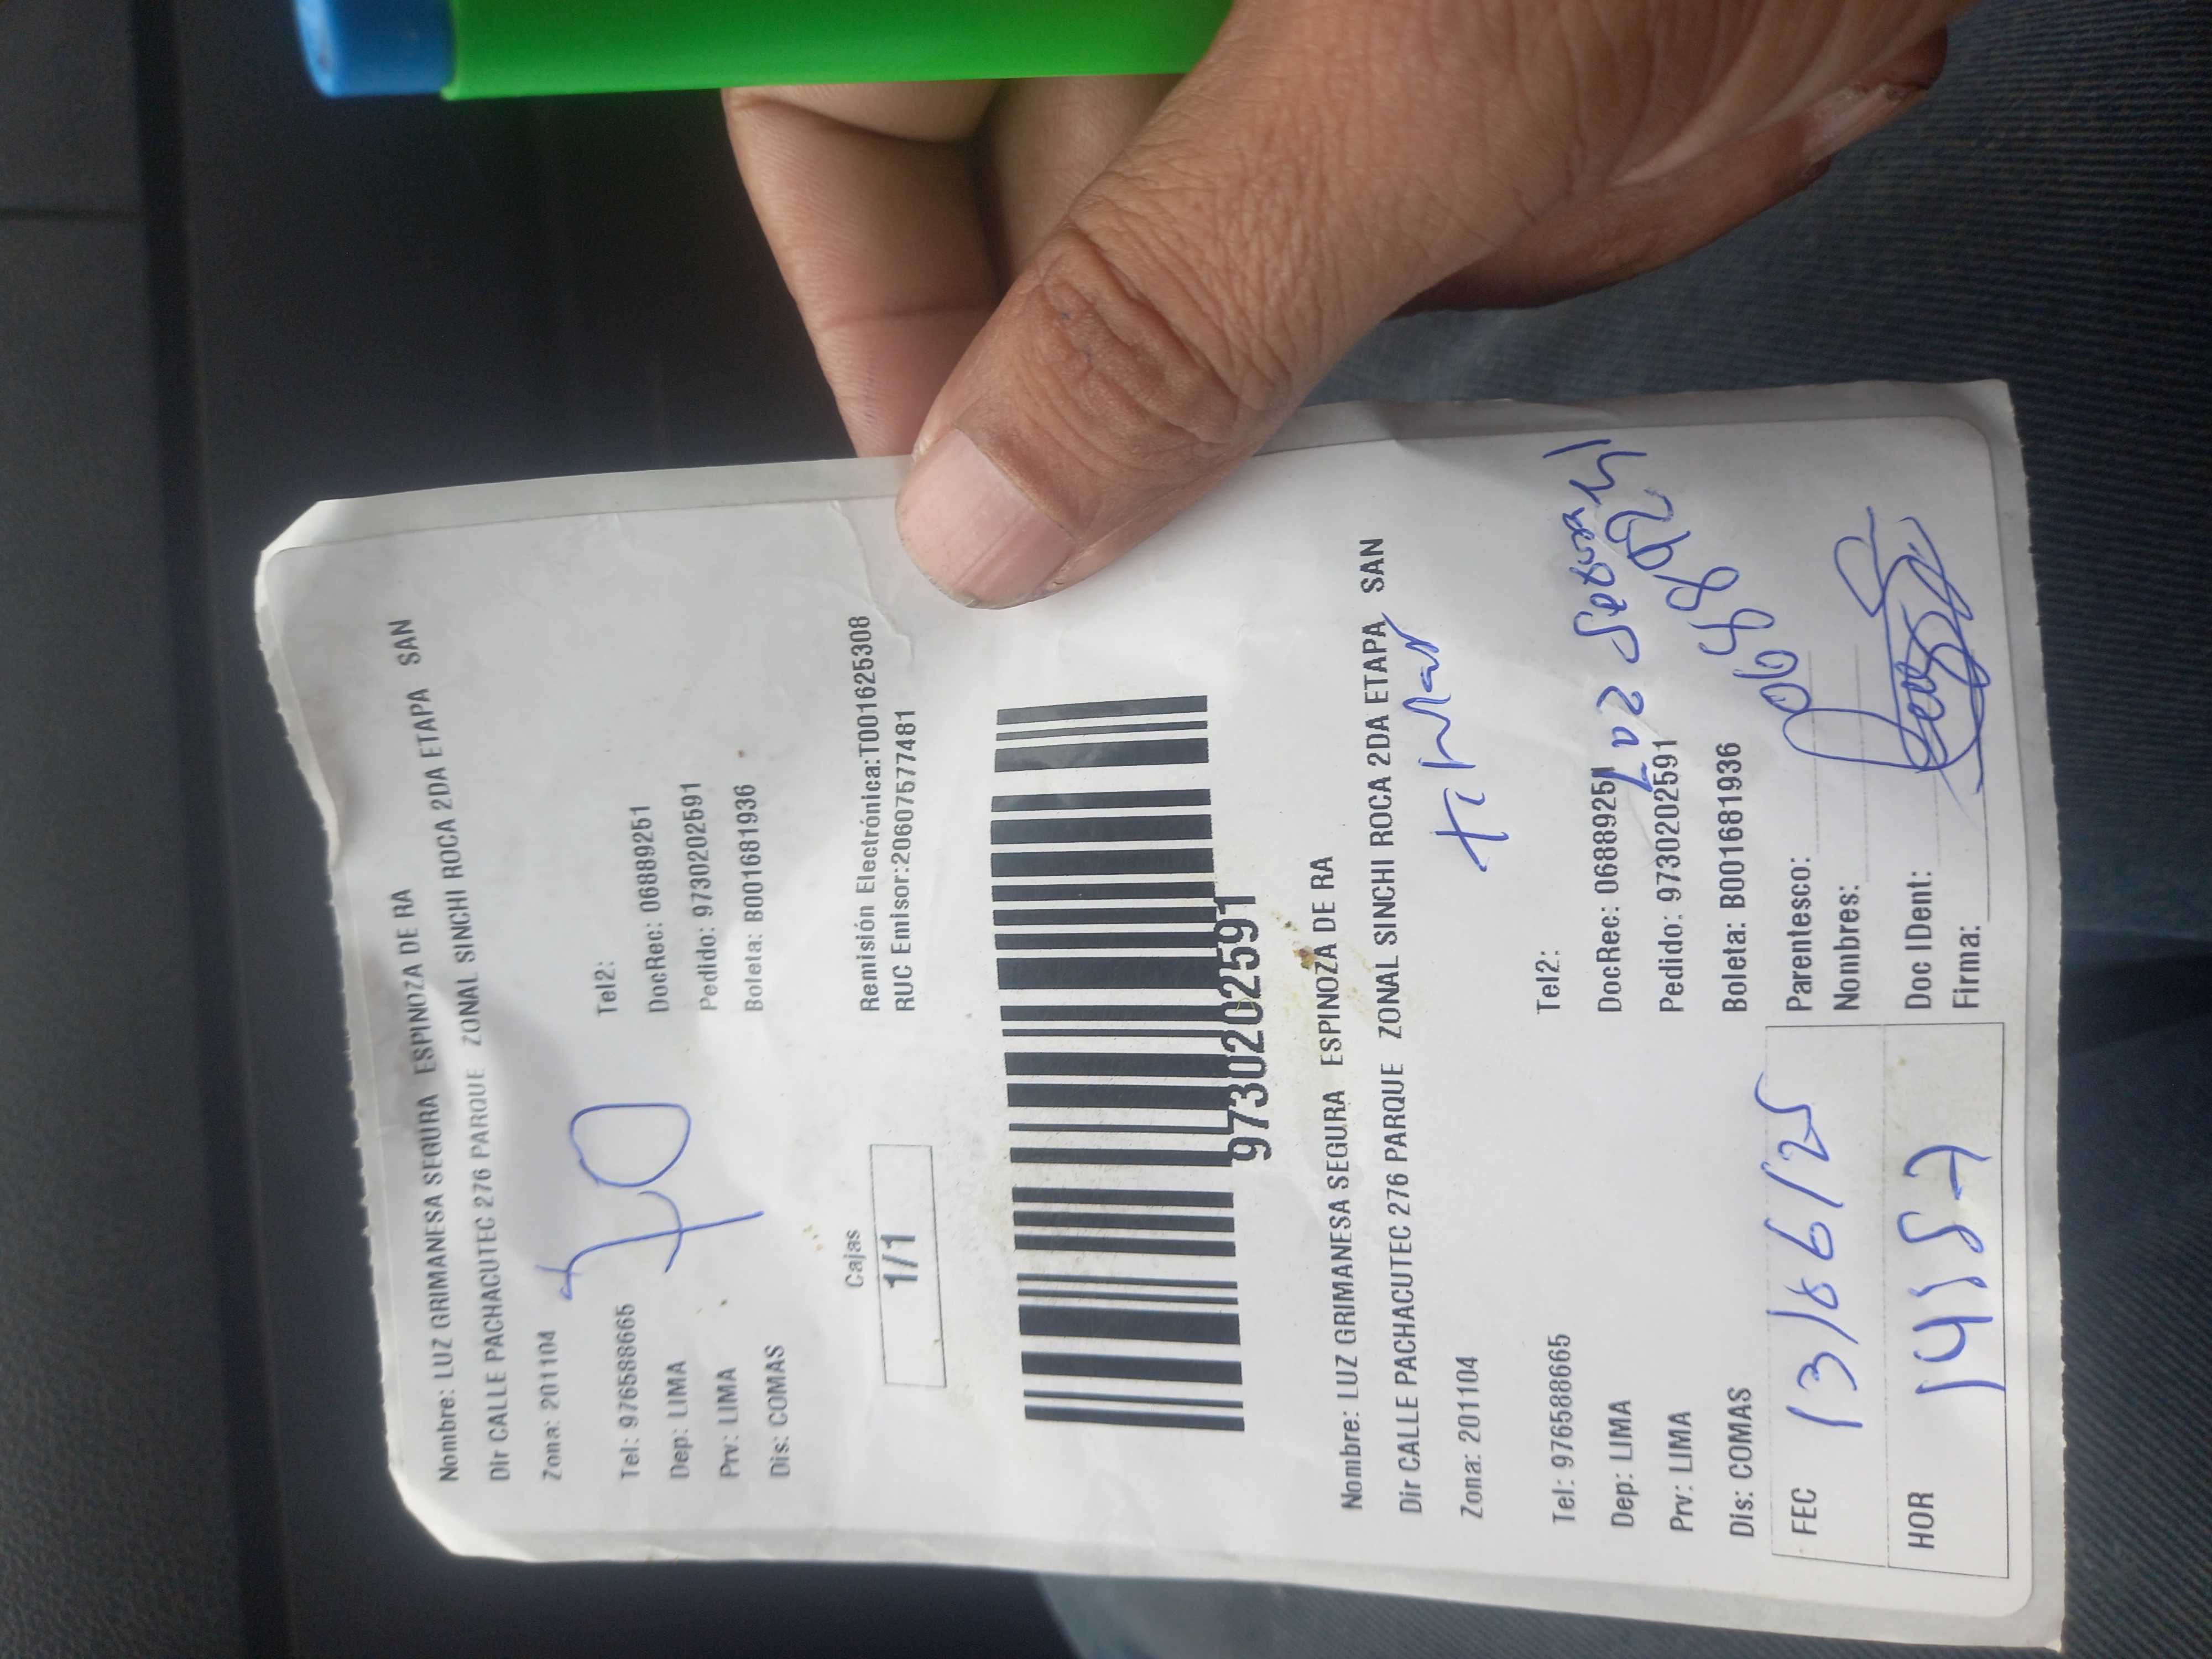 Nombre: LUZ GRIMANESA SEGURA ESPINOZA DE RA
Dir CALLE PACHACUTEC 276 PARQUE ZONAL SINCHI ROCA 2DA ETAPA SAN
Zona: 201104
Tel: 976588665 Tel2:
Dep: LIMA DocRec: 06889251
Prv: LIMA Pedido: 9730202591
Dis: COMAS Boleta: B001681936
Cajas
1/1
Remisión Electrónica:T001625308
RUC Emisor:20607577481
9730202591
Nombre: LUZ GRIMANESA SEGURA ESPINOZA DE RA
Dir CALLE PACHACUTEC 276 PARQUE ZONAL SINCHI ROCA 2DA ETAPA SAN
Zona: 201104
titular
Tel: 976588665 Tel2:
Dep: LIMA DocRec: 06889251
Luz Segura
Prv: LIMA Pedido: 9730202591
Dis: COMAS Boleta: B001681936
FEC 13/06/25
Parentesco:
Nombres:
HOR 14:57
Doc IDent:
Firma: